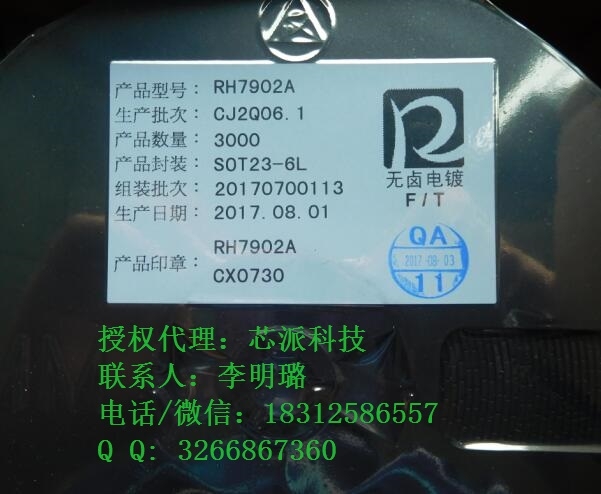 产品型号： RH7902A
生产批次： CJ2Q06.1
产品数量： 3000
产品封装： SOT23-6L
组装批次： 20170700113
生产日期： 2017.08.01
产品印章： RH7902A
CX0730
无卤电镀
F/T
QA
2017-08-03
11
授权代理：芯派科技
联系人：李明璐
电话/微信：18312586557
Q Q: 3266867360